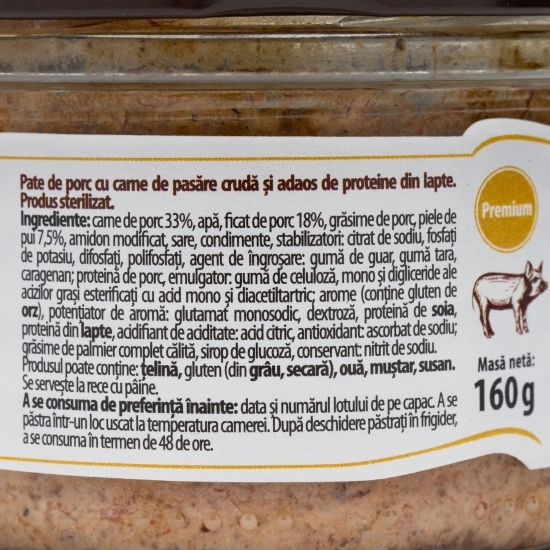 Pate de porc cu carne de pasăre crudă și adaos de proteine din lapte.
Produs sterilizat.
Ingrediente: carne de porc 33%, apă, ficat de porc 18%, grăsime de porc, piele de
pui 7,5%, amidon modificat, sare, condimente, stabilizatori: citrat de sodiu, fosfați
de potasiu, difosfați, polifosfați, agent de îngroșare: gumă de guar, gumă tara,
caragenan; proteină de porc, emulgator: gumă de celuloză, mono și digliceride ale
acizilor grași esterificați cu acid mono și diacetiltartric; arome (conține gluten de
orz), potențiator de aromă: glutamat monosodic, dextroză, proteină de soia,
proteină din lapte, acidifiant de aciditate: acid citric, antioxidant: ascorbat de sodiu;
grăsime de palmier complet călită, sirop de glucoză, conservant: nitrit de sodiu.
Produsul poate conține: țelină, gluten (din grâu, secară), ouă, muștar, susan.
Se servește la rece cu pâine.
A se consuma de preferință înainte: data și numărul lotului de pe capac. A se
păstra într-un loc uscat la temperatura camerei. După deschidere păstrați în frigider,
a se consuma în termen de 48 de ore.
Premium
Masă netă:
160g